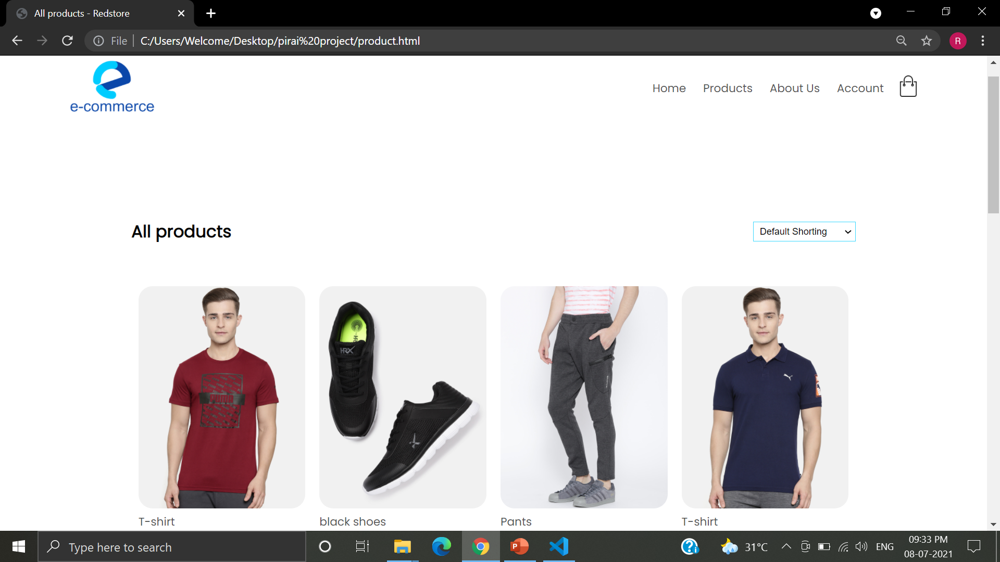 All products - Redstore
File
C:/Users/Welcome/Desktop/pirai%20project/product.html
R
e-commerce
Home Products About Us Account
All products
Default Shorting
HRX
PUMA
T-shirt
black shoes
Pants
T-shirt
Type here to search
P
31°C
ENG
09:33 PM
08-07-2021